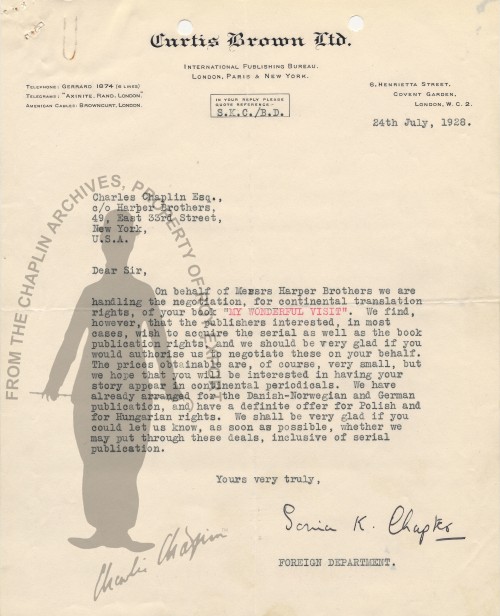 Curtis Brown Ltd.
INTERNATIONAL PUBLISHING BUREAU.
LONDON, PARIS & NEW YORK.
TELEPHONE: GERRARD 1874 (6 LINES)
TELEGRAMS: "AXINITE, RAND, LONDON"
AMERICAN CABLES: BROWNCURT, LONDON.
6, HENRIETTA STREET,
COVENT GARDEN,
LONDON, W.C. 2.
IN YOUR REPLY PLEASE
QUOTE REFERENCE:-
S.K.C./B.D.
24th July, 1928.
Charles Chaplin Esq.,
c/o Harper Brothers,
49, East 33rd Street,
New York,
U.S.A.
Dear Sir,
On behalf of Messrs Harper Brothers we are
handling the negotiation, for continental translation
rights, of your book "MY WONDERFUL VISIT". We find,
however, that the publishers interested, in most
cases, wish to acquire the serial as well as the book
publication rights, and we should be very glad if you
would authorise us to negotiate these on your behalf.
The prices obtainable are, of course, very small, but
we hope that you will be interested in having your
story appear in continental periodicals. We have
already arranged for the Danish-Norwegian and German
publication, and have a definite offer for Polish and
for Hungarian rights. We shall be very glad if you
could let us know, as soon as possible, whether we
may put through these deals, inclusive of serial
publication.
Yours very truly,
Sonia K. Chapter
FOREIGN DEPARTMENT.
FROM THE CHAPLIN ARCHIVES, PROPERTY OF
Charlie Chaplin